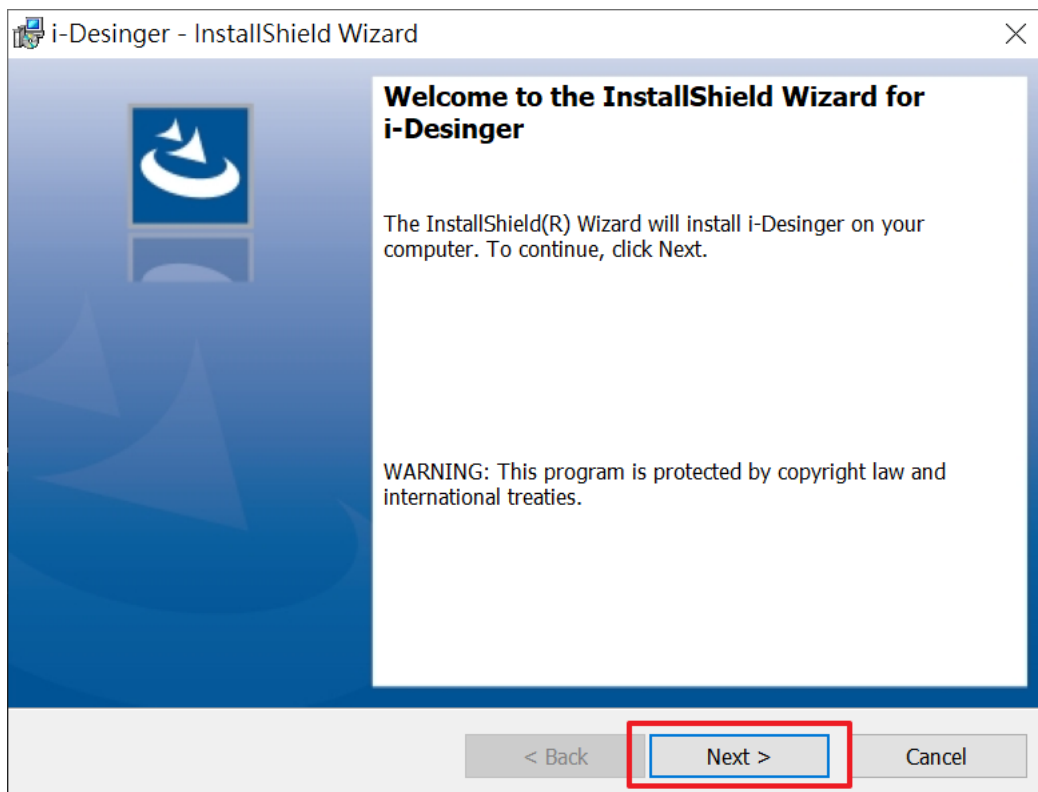 i-Desinger - InstallShield Wizard
Welcome to the InstallShield Wizard for
i-Desinger
The InstallShield(R) Wizard will install i-Desinger on your
computer. To continue, click Next.
WARNING: This program is protected by copyright law and
international treaties.
< Back Next > Cancel